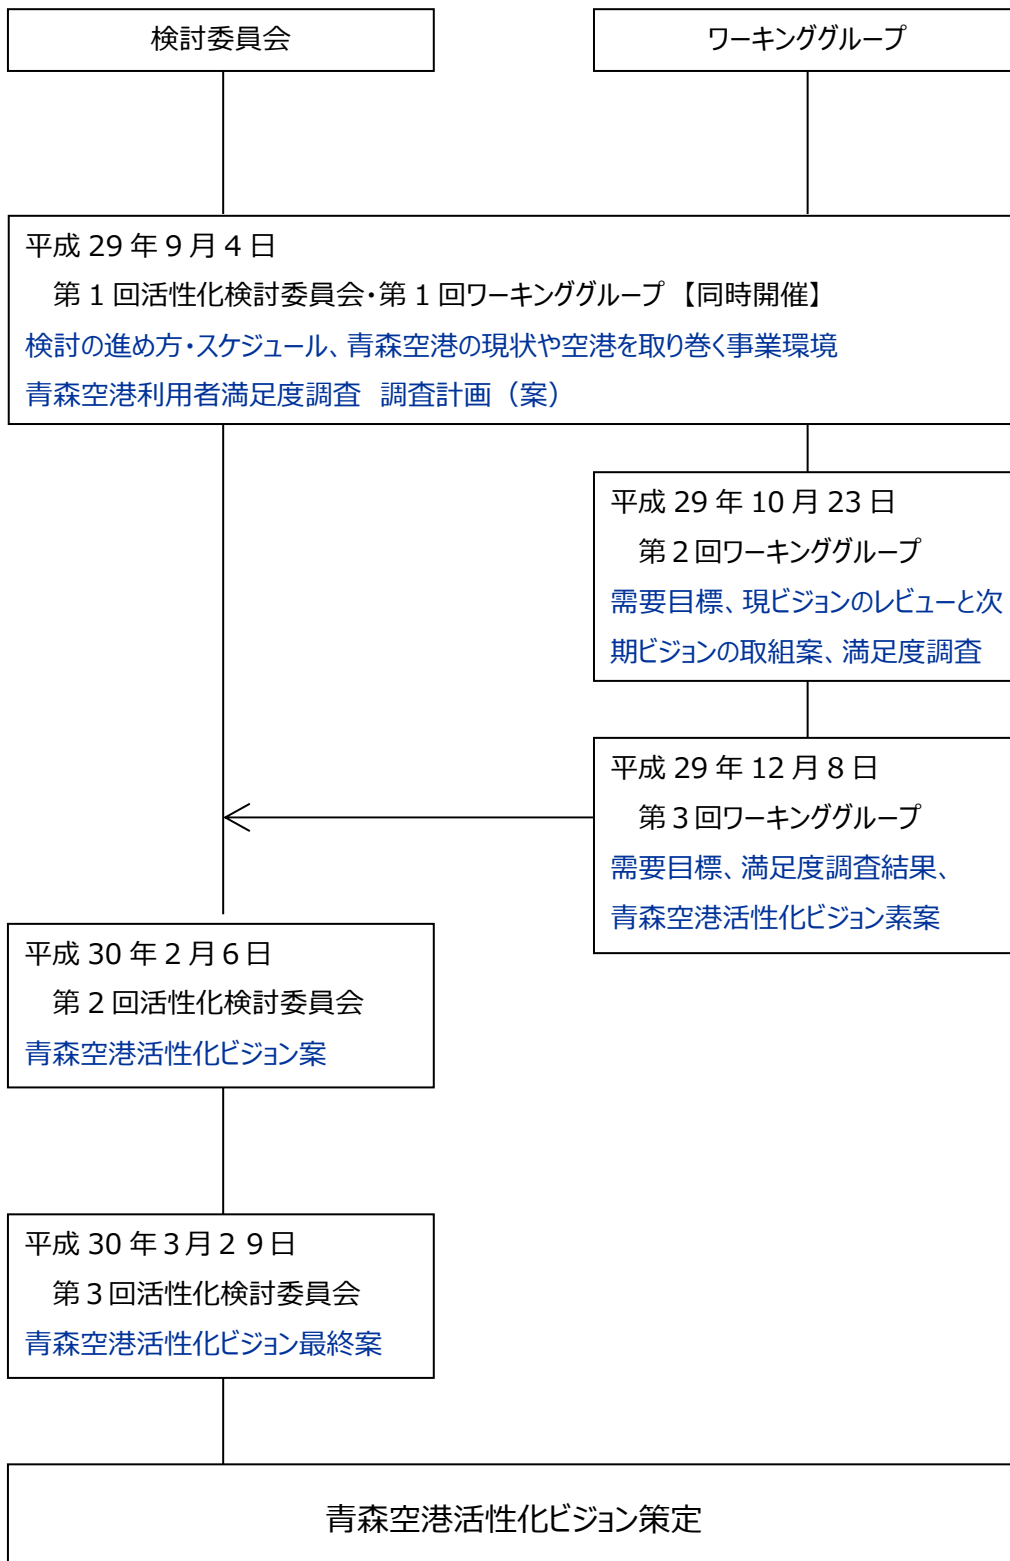 検討委員会
ワーキンググループ
平成 29 年 9 月 4 日
第 1 回活性化検討委員会・第 1 回ワーキンググループ 【同時開催】
検討の進め方・スケジュール、青森空港の現状や空港を取り巻く事業環境
青森空港利用者満足度調査 調査計画（案）
平成 29 年 10 月 23 日
第２回ワーキンググループ
需要目標、現ビジョンのレビューと次
期ビジョンの取組案、満足度調査
平成 29 年 12 月 8 日
第３回ワーキンググループ
需要目標、満足度調査結果、
青森空港活性化ビジョン素案
平成 30 年 2 月６日
第 2 回活性化検討委員会
青森空港活性化ビジョン案
平成 30 年３月２９日
第３回活性化検討委員会
青森空港活性化ビジョン最終案
青森空港活性化ビジョン策定